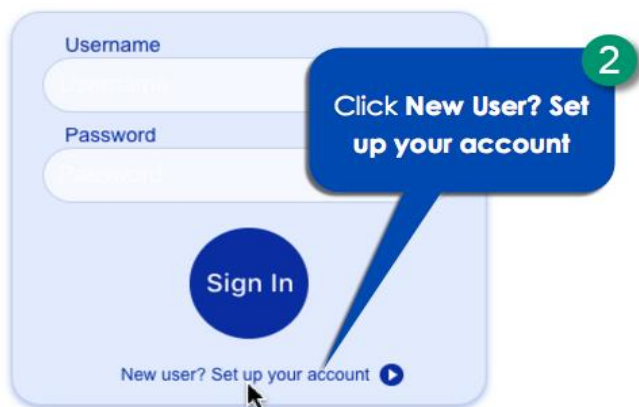 Username
Username
2
Click New User? Set
up your account
Password
Password
Sign In
New user? Set up your account